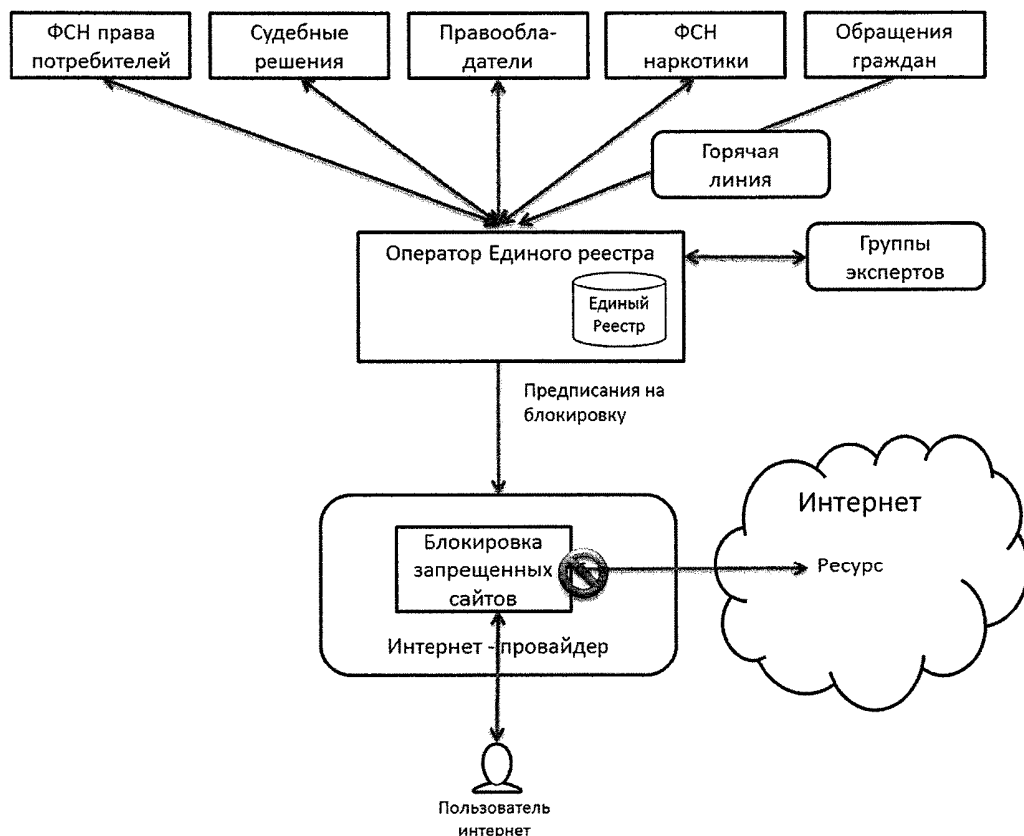 ФСН права
потребителей
Судебные
решения
Правообла-
датели
ФСН
наркотики
Обращения
граждан
Горячая
линия
Оператор Единого реестра
Единый
Реестр
Группы
экспертов
Предписания на
блокировку
Интернет
Ресурс
Блокировка
запрещенных
сайтов
Интернет - провайдер
Пользователь
интернет